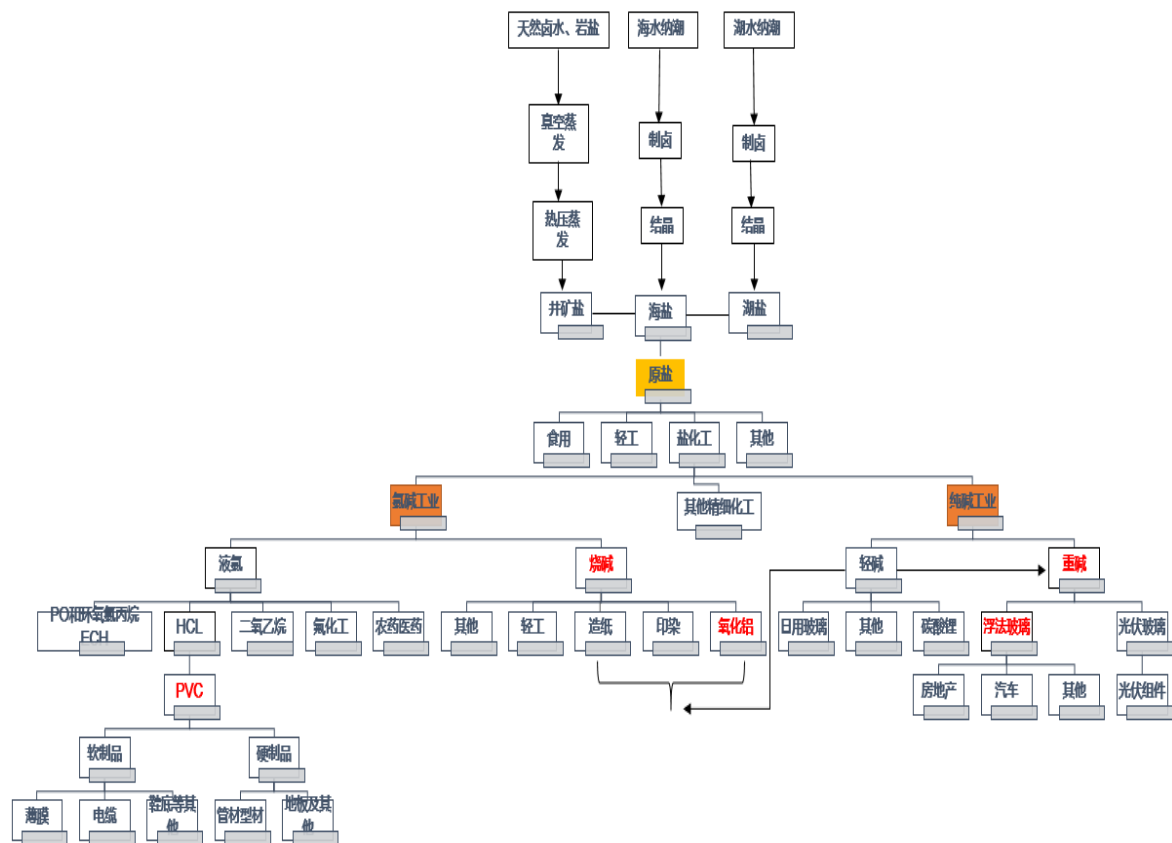 天然卤水、岩盐
海水纳潮
湖水纳潮
真空蒸
发
制卤
制卤
热压蒸
发
结晶
结晶
井矿盐
海盐
湖盐
原盐
食用
轻工
盐化工
其他
氯碱工业
其他精细化工
纯碱工业
液氯
烧碱
轻碱
重碱
PO和环氧氯丙烷
ECH
HCL
二氧乙烷
氟化工
农药医药
其他
轻工
造纸
印染
氧化铝
日用玻璃
其他
碳酸锂
浮法玻璃
光伏玻璃
房地产
汽车
其他
光伏组件
PVC
软制品
硬制品
薄膜
电缆
鞋底等其
他
管材型材
地板及其
他